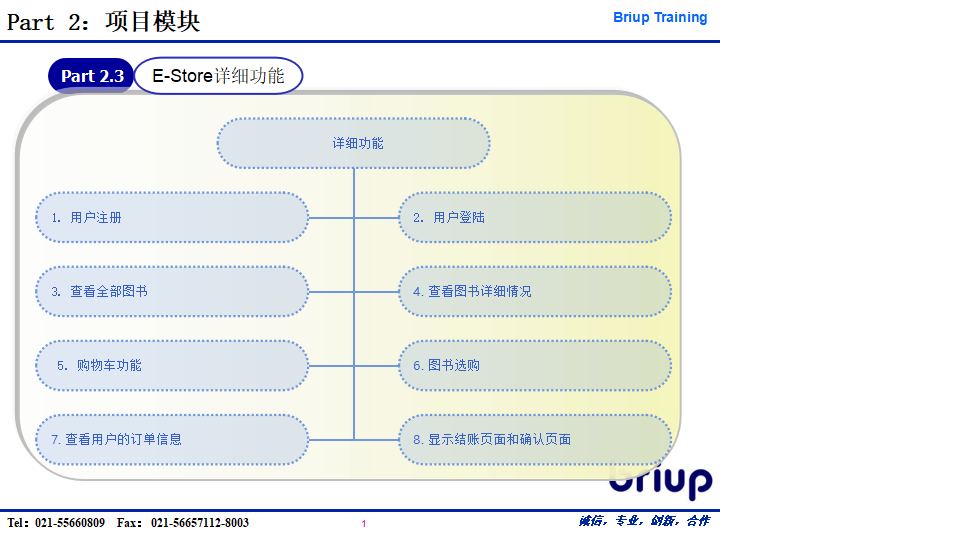 Part 2：项目模块
Briup Training
Part 2.3
E-Store详细功能
详细功能
1. 用户注册
2. 用户登陆
3. 查看全部图书
4. 查看图书详细情况
5. 购物车功能
6. 图书选购
7. 查看用户的订单信息
8. 显示结账页面和确认页面
briup
Tel：021-55660809 Fax： 021-56657112-8003
1
诚信，专业，创新，合作